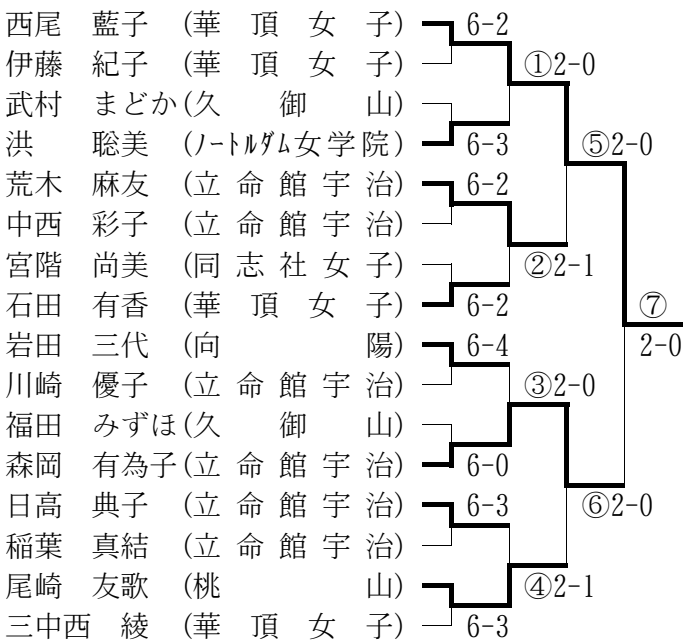 西尾 藍子 (華頂女子) 6-2
伊藤 紀子 (華頂女子) ①2-0
武村 まどか(久御山)
洪 聡美 (ノートルダム女学院) 6-3 ⑤2-0
荒木 麻友 (立命館宇治) 6-2
中西 彩子 (立命館宇治)
宮階 尚美 (同志社女子) ②2-1
石田 有香 (華頂女子) 6-2 ⑦
岩田 三代 (向陽) 6-4 2-0
川崎 優子 (立命館宇治) ③2-0
福田 みずほ(久御山)
森岡 有為子(立命館宇治) 6-0
日高 典子 (立命館宇治) 6-3 ⑥2-0
稲葉 真結 (立命館宇治)
尾崎 友歌 (桃山) ④2-1
三中西 綾 (華頂女子) 6-3